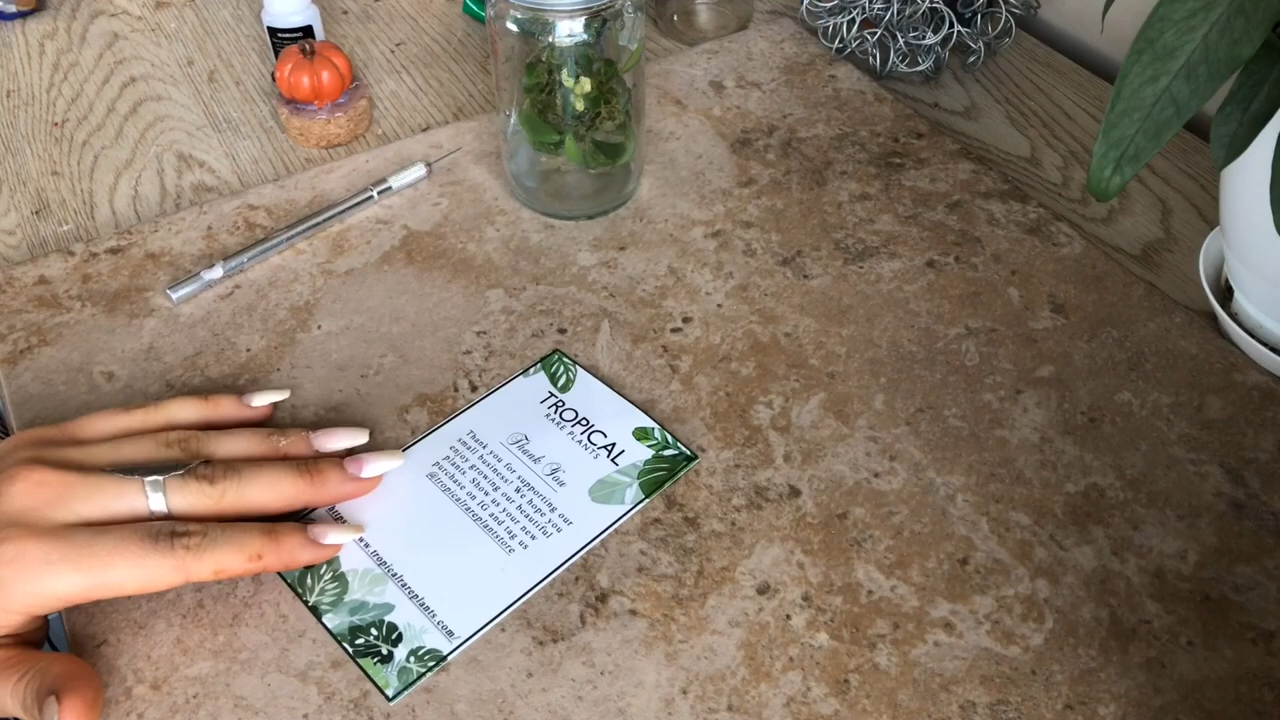 WARNING
TROPICAL
RARE PLANTS
Thank You
Thank you for supporting our
small business! We hope you
enjoy growing our beautiful
plants. Show us your new
purchase on IG and tag us
@tropicalrareplantstore
www.tropicalrareplants.com/